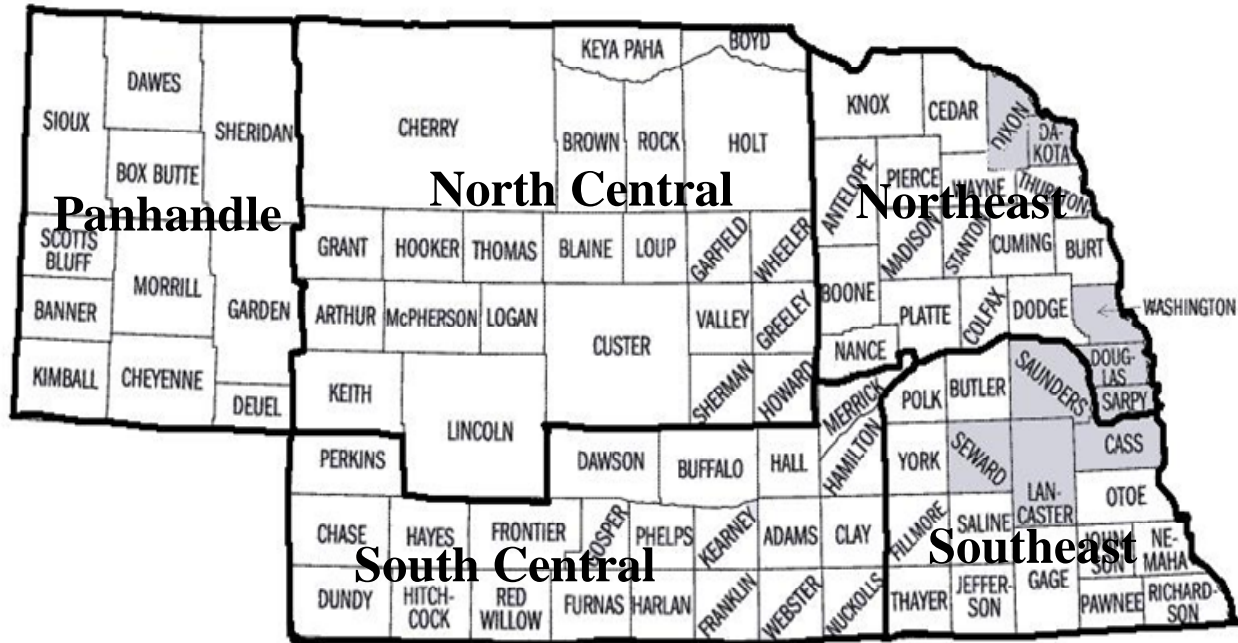 KEYA PAHA
BOYD
DAWES
SIOUX
SHERIDAN
CHERRY
BROWN
ROCK
HOLT
KNOX
CEDAR
DIXON
DA-
KOTA
BOX BUTTE
PIERCE
WAYNE
THURSTON
ANTELOPE
North Central
Northeast
Panhandle
SCOTTS
BLUFF
MORRILL
GRANT
HOOKER
THOMAS
BLAINE
LOUP
GARFIELD
WHEELER
MADISON
STANTON
CUMING
BURT
BANNER
GARDEN
ARTHUR
McPHERSON
LOGAN
CUSTER
VALLEY
GREELEY
BOONE
PLATTE
COLFAX
DODGE
WASHINGTON
NANCE
KIMBALL
CHEYENNE
DEUEL
KEITH
LINCOLN
SHERMAN
HOWARD
MERRICK
POLK
BUTLER
SAUNDERS
DOUG-
LAS
SARPY
PERKINS
DAWSON
BUFFALO
HALL
HAMILTON
YORK
SEWARD
LAN-
CASTER
CASS
OTOE
CHASE
HAYES
FRONTIER
GOSPER
PHELPS
KEARNEY
ADAMS
CLAY
FILLMORE
SALINE
JOHN-
SON
NE-
MAHA
South Central
Southeast
DUNDY
HITCH-
COCK
RED
WILLOW
FURNAS
HARLAN
FRANKLIN
WEBSTER
NUCKOLLS
THAYER
JEFFER-
SON
GAGE
PAWNEE
RICHARD-
SON